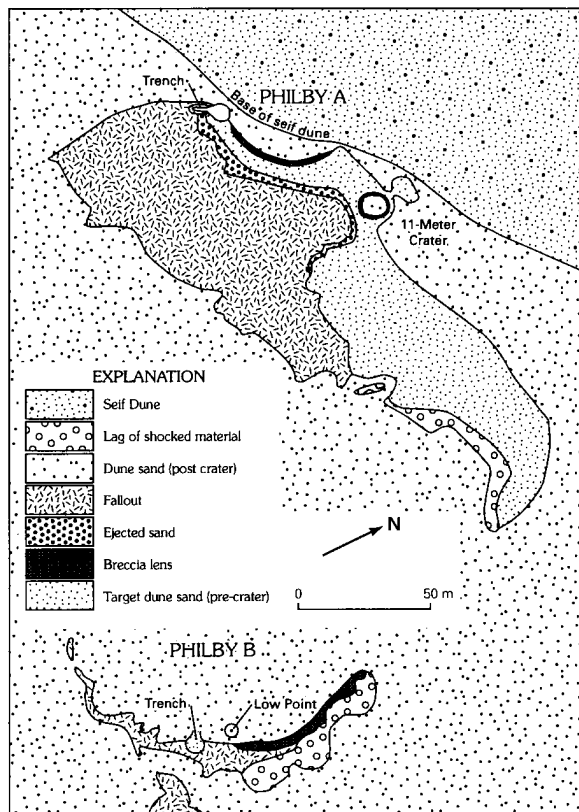 Trench
PHILBY A
Base of seif dune
11-Meter
Crater
EXPLANATION
Seif Dune
Lag of shocked material
Dune sand (post crater)
Fallout
Ejected sand
Breccia lens
Target dune sand (pre-crater)
N
0 50 m
PHILBY B
Trench
Low Point